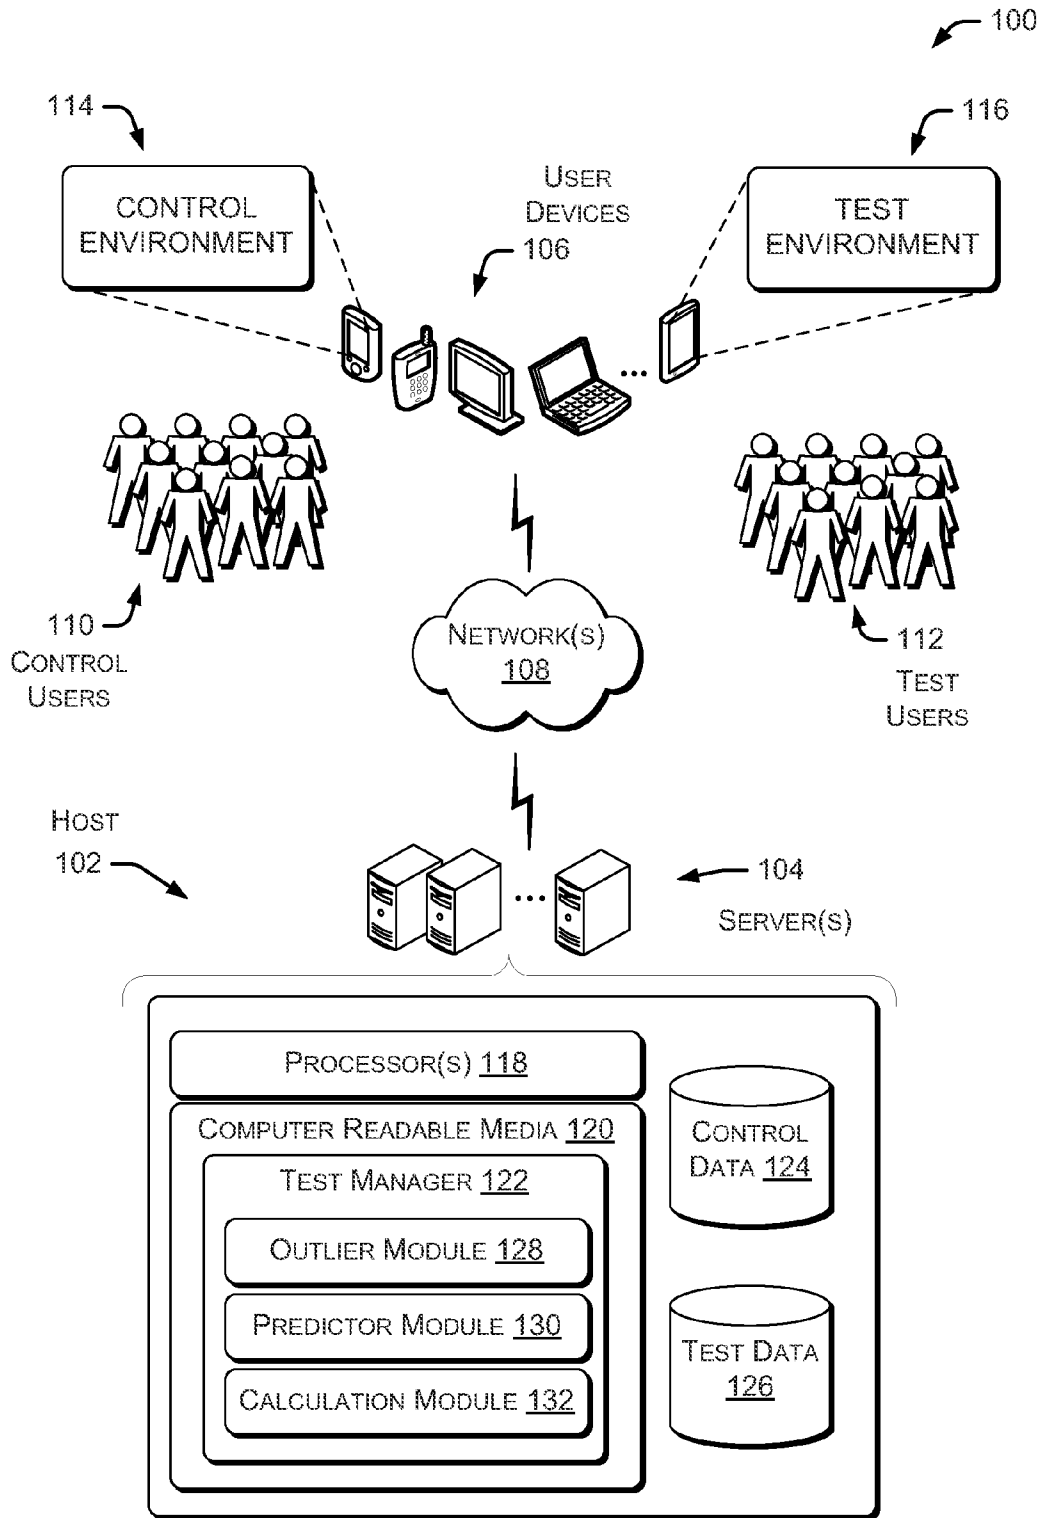 100
114
116
CONTROL
ENVIRONMENT
USER
DEVICES
106
TEST
ENVIRONMENT
...
110
CONTROL
USERS
NETWORK(S)
108
112
TEST
USERS
HOST
102
...
104
SERVER(S)
PROCESSOR(S) 118
COMPUTER READABLE MEDIA 120
TEST MANAGER 122
OUTLIER MODULE 128
PREDICTOR MODULE 130
CALCULATION MODULE 132
CONTROL
DATA 124
TEST DATA
126